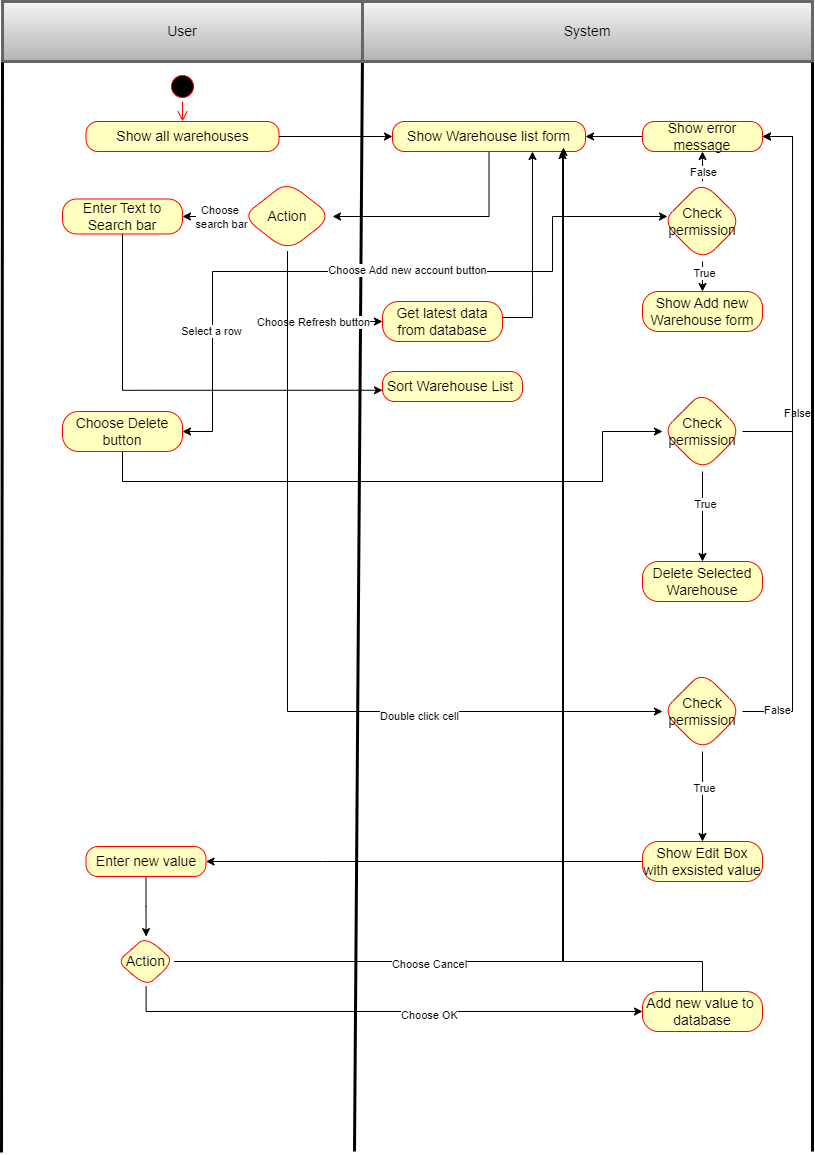 User
System
Show all warehouses
Show Warehouse list form
Show error
message
False
Enter Text to
Search bar
Choose
search bar
Action
Check
permission
Choose Add new account button
True
Show Add new
Warehouse form
Get latest data
from database
Choose Refresh button
Select a row
Sort Warehouse List
Choose Delete
button
Check
permission
False
True
Delete Selected
Warehouse
Check
permission
False
Double click cell
True
Enter new value
Show Edit Box
with exsisted value
Action
Choose Cancel
Add new value to
database
Choose OK